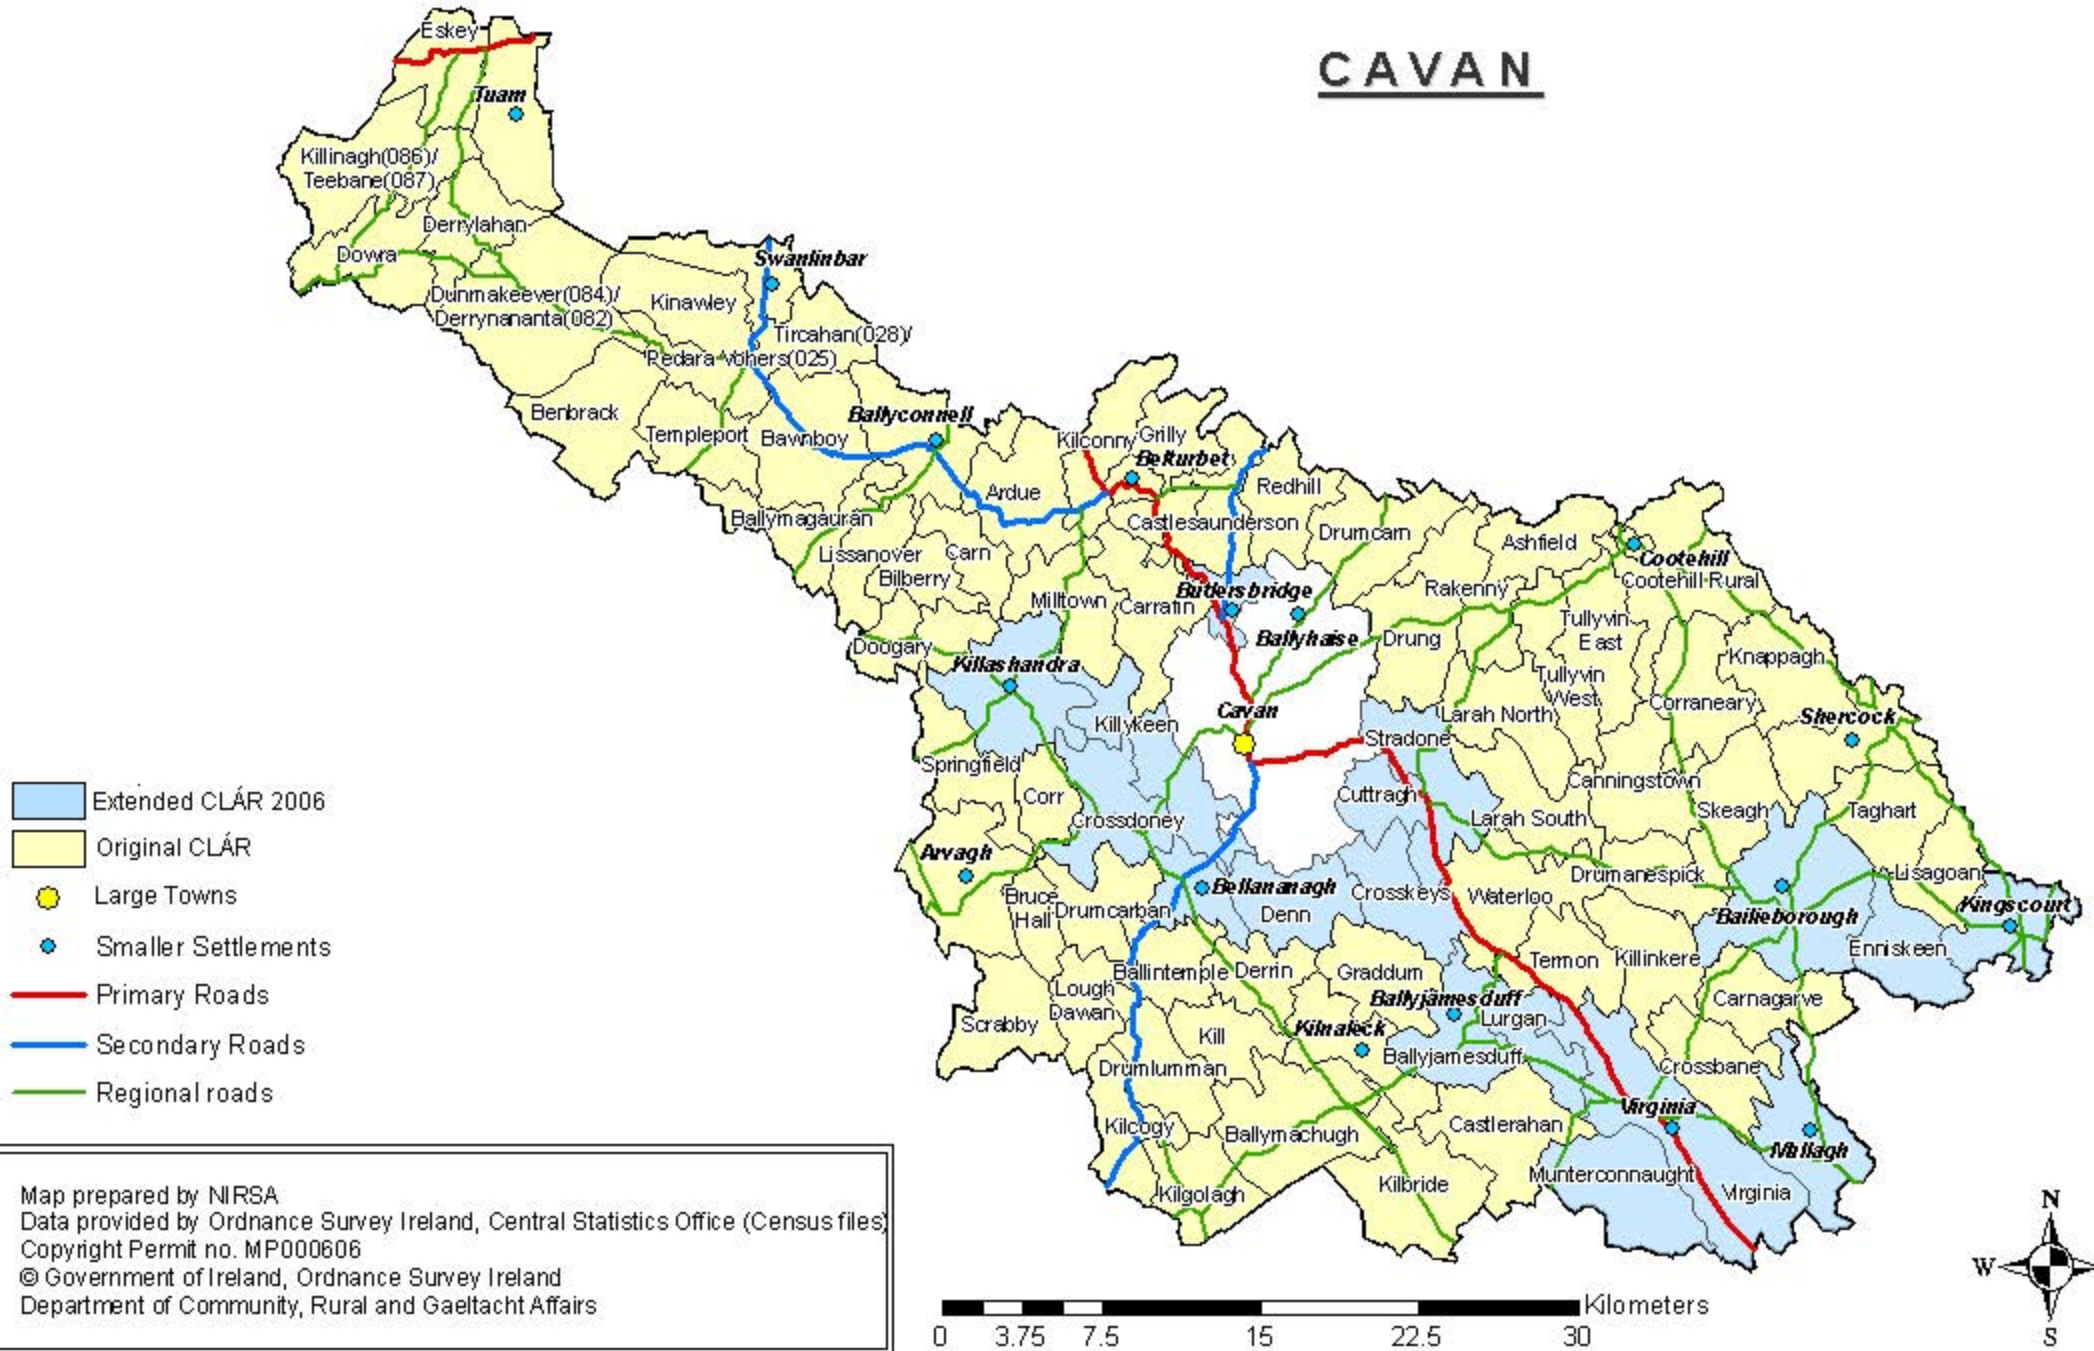 CAVAN
Eskey
Tuam
Killinagh(086)/
Teebane(087)
Derrylahan
Dowra
Swanlinbar
Dunmakeever(084)/
Derrynananta(082)
Kinawley
Tircahan(028)/
Pedara Vohers(025)
Benbrack
Templeport
Bawnboy
Ballyconnell
Kilconny
Grilly
Belturbet
Ardue
Redhill
Ballymagauran
Castlesaunderson
Drumcarn
Lissanover
Carn
Bilberry
Ashfield
Cootehill
Cootehill Rural
Rakenny
Milltown
Carrafin
Butlersbridge
Ballyhaise
Drung
Tullyvin
East
Doogary
Killashandra
Knappagh
Tullyvin
West
Killykeen
Cavan
Larah North
Corraneary
Shercock
Stradone
Springfield
Corr
Crossdoney
Cuttragh
Canningstown
Larah South
Skeagh
Taghart
Extended CLÁR 2006
Original CLÁR
Large Towns
Smaller Settlements
Primary Roads
Secondary Roads
Regional roads
Arvagh
Bruce
Hall
Drumcarban
Bellananagh
Denn
Crosskeys
Waterloo
Drumanespick
Lisagoan
Kingscourt
Bailieborough
Enniskeen
Ballintemple
Derrin
Graddum
Termon
Killinkere
Lough
Dawan
Ballyjamesduff
Lurgan
Carnagarve
Scrabby
Kill
Kilnaleck
Ballyjamesduff
Drumlumman
Crossbane
Kilcogy
Ballymachugh
Castlerahan
Virginia
Mullagh
Kilgolagh
Kilbride
Munterconnaught
Virginia
Map prepared by NIRSA
Data provided by Ordnance Survey Ireland, Central Statistics Office (Census files)
Copyright Permit no. MP000606
© Government of Ireland, Ordnance Survey Ireland
Department of Community, Rural and Gaeltacht Affairs
Kilometers
0 3.75 7.5 15 22.5 30
N
W
S